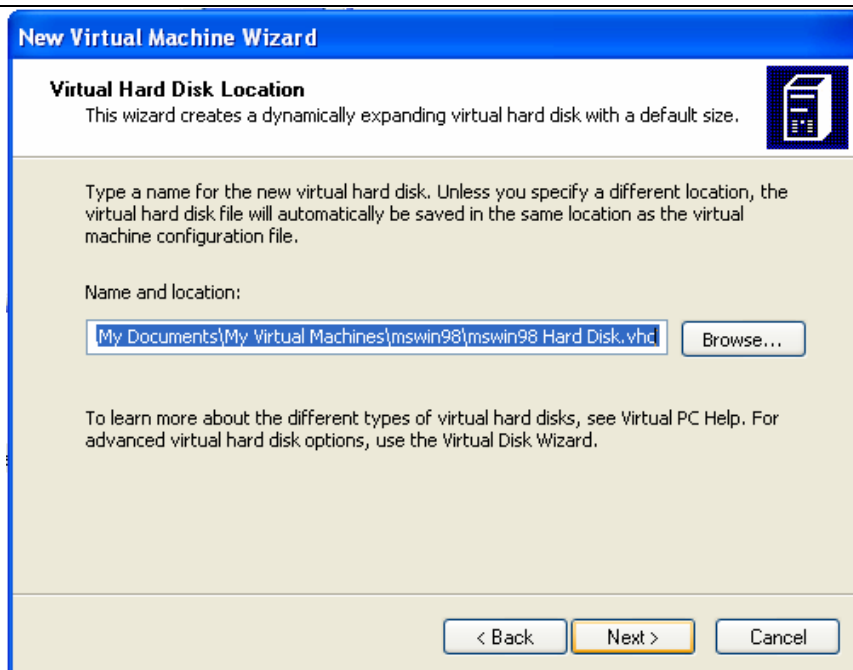 New Virtual Machine Wizard
Virtual Hard Disk Location
This wizard creates a dynamically expanding virtual hard disk with a default size.
Type a name for the new virtual hard disk. Unless you specify a different location, the
virtual hard disk file will automatically be saved in the same location as the virtual
machine configuration file.
Name and location:
My Documents\My Virtual Machines\mswin98\mswin98 Hard Disk.vhd
Browse...
To learn more about the different types of virtual hard disks, see Virtual PC Help. For
advanced virtual hard disk options, use the Virtual Disk Wizard.
< Back Next > Cancel